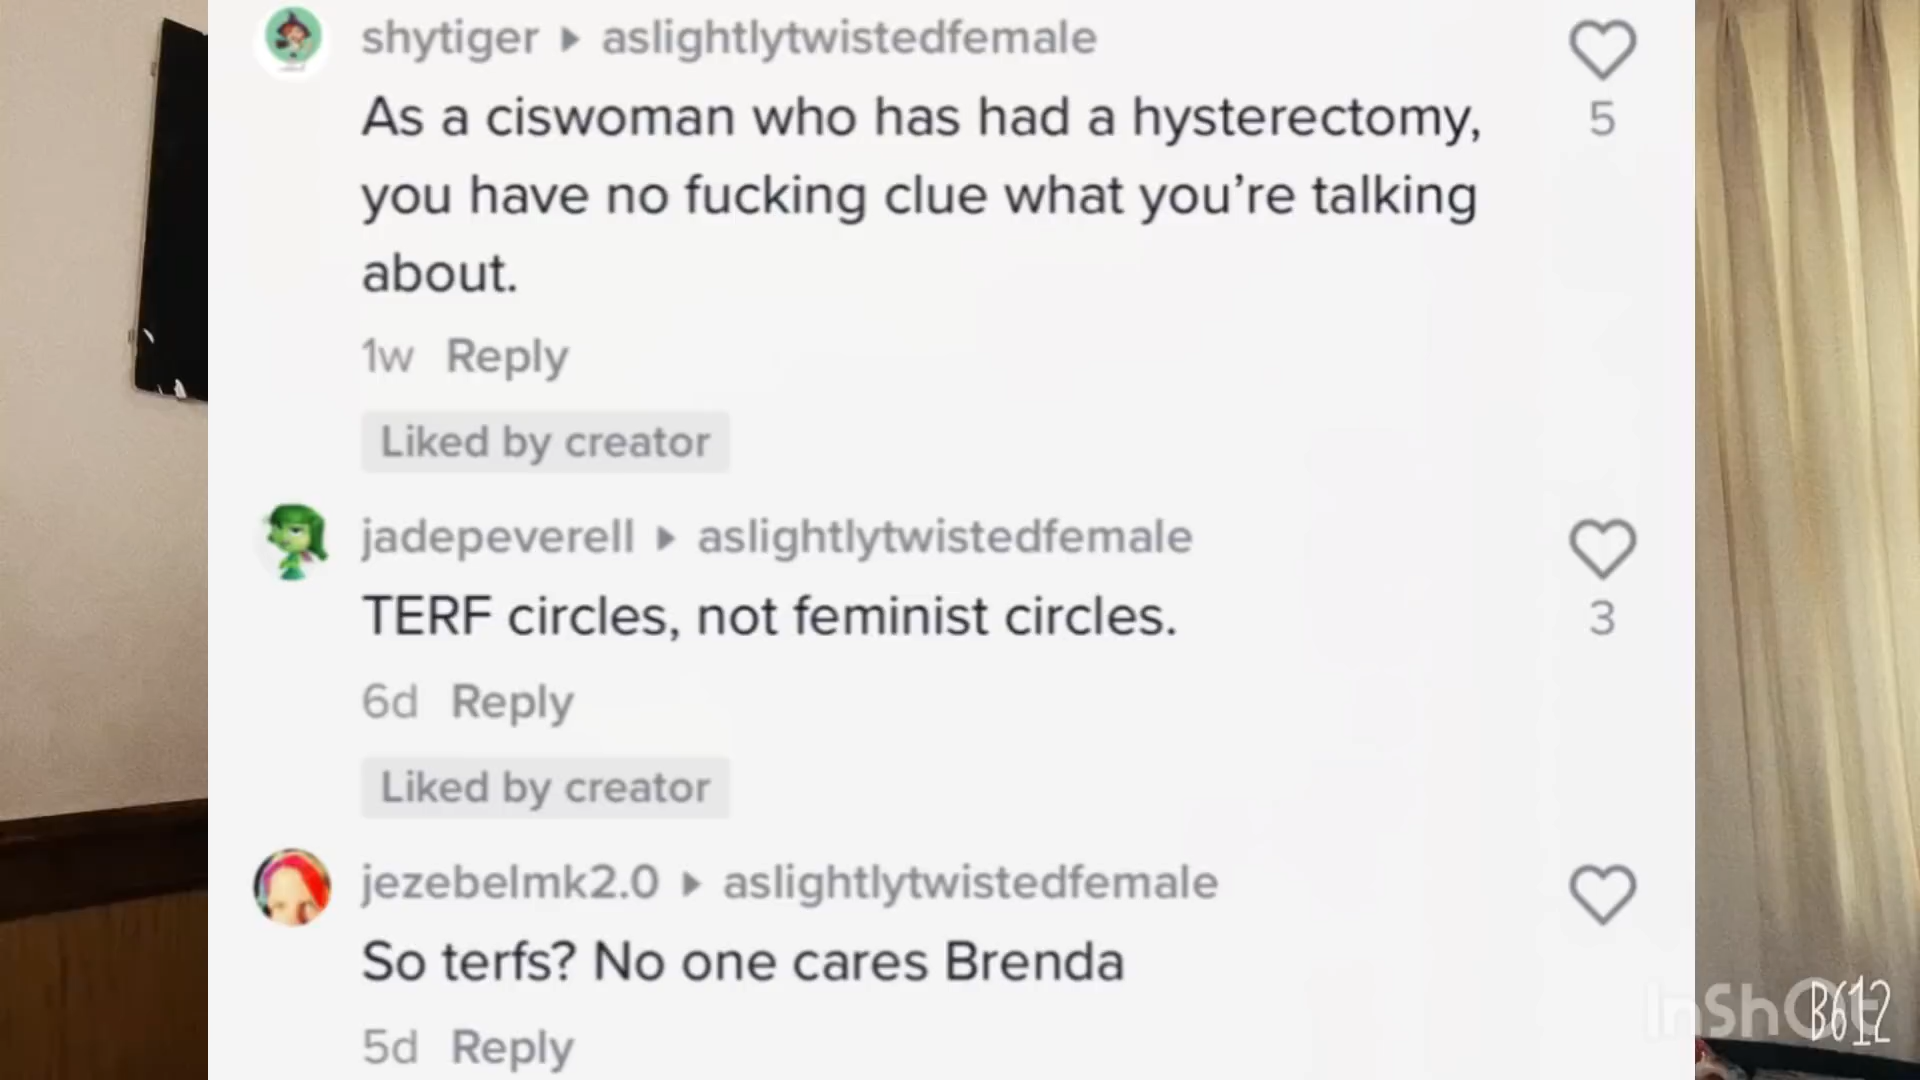 shytiger ▸ aslightlytwistedfemale
As a ciswoman who has had a hysterectomy,
5
you have no fucking clue what you're talking
about.
1w Reply
Liked by creator
jadepeverell ▸ aslightlytwistedfemale
TERF circles, not feminist circles.
3
6d Reply
Liked by creator
jezebelmk2.0 ▸ aslightlytwistedfemale
So terfs? No one cares Brenda
5d Reply
InShOt
B612